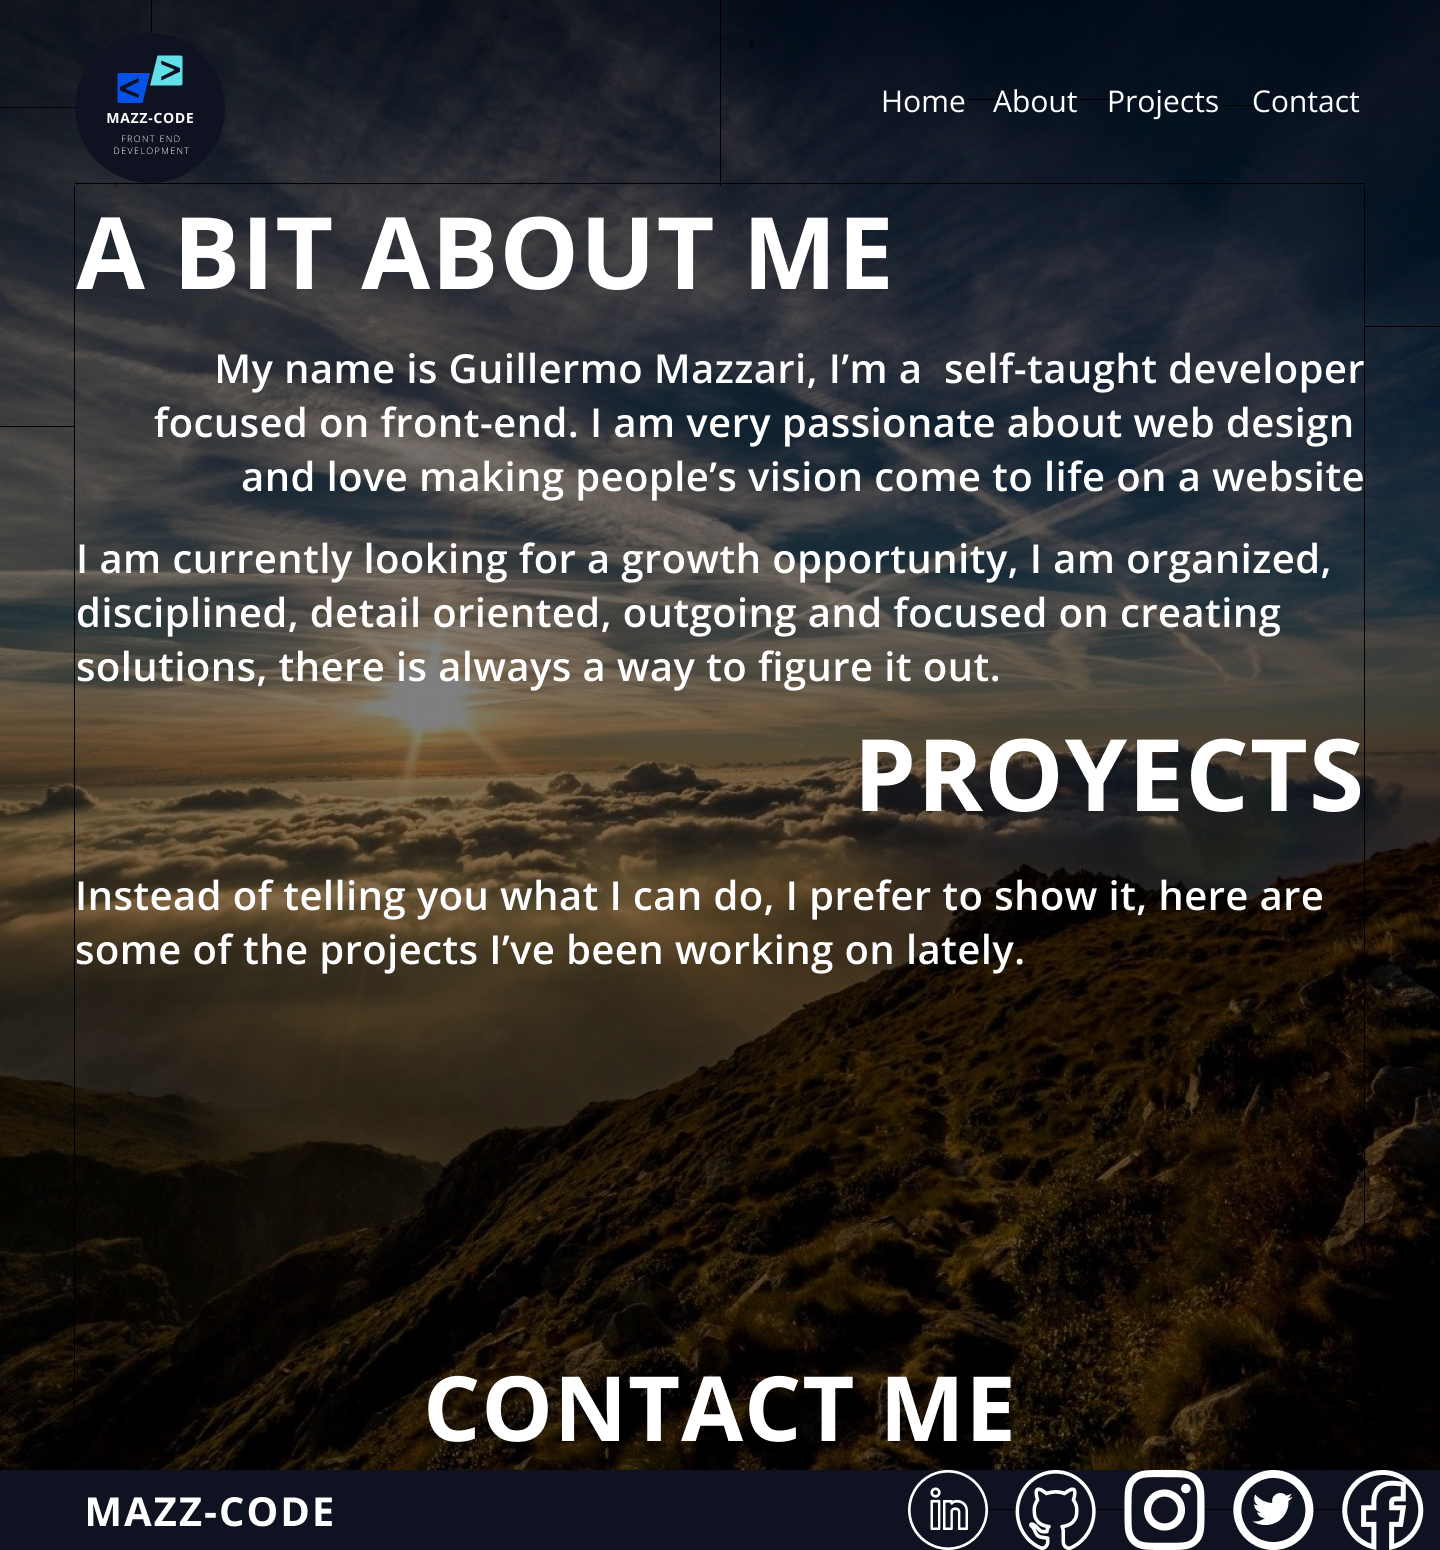 MAZZ-CODE
FRONT END
DEVELOPMENT
Home About Projects Contact
A BIT ABOUT ME
My name is Guillermo Mazzari, I’m a  self-taught developer
focused on front-end. I am very passionate about web design
and love making people’s vision come to life on a website
I am currently looking for a growth opportunity, I am organized,
disciplined, detail oriented, outgoing and focused on creating
solutions, there is always a way to figure it out.
PROYECTS
Instead of telling you what I can do, I prefer to show it, here are
some of the projects I’ve been working on lately.
CONTACT ME
MAZZ-CODE
in